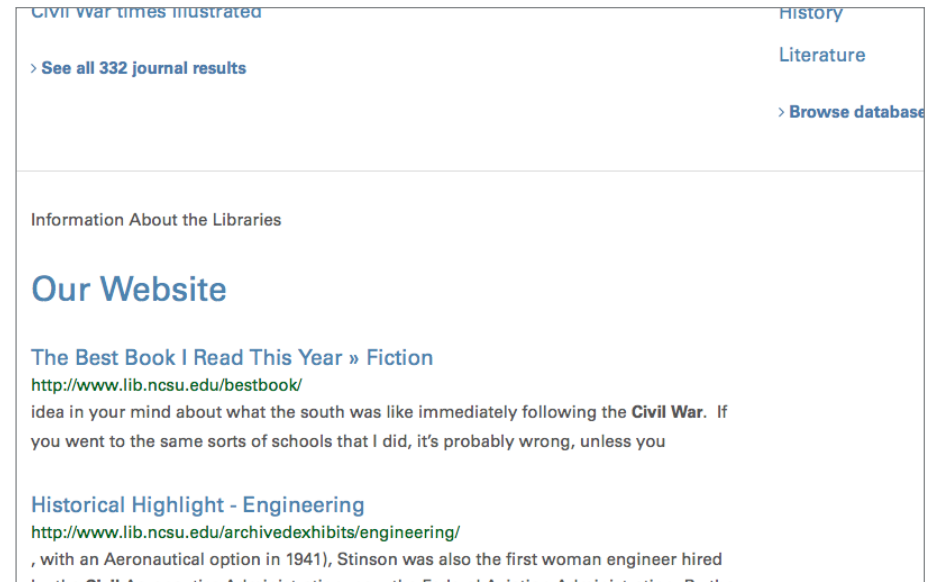 Civil War times illustrated
› See all 332 journal results
History
Literature
› Browse database
Information About the Libraries
Our Website
The Best Book I Read This Year » Fiction
http://www.lib.ncsu.edu/bestbook/
idea in your mind about what the south was like immediately following the Civil War. If
you went to the same sorts of schools that I did, it's probably wrong, unless you
Historical Highlight - Engineering
http://www.lib.ncsu.edu/archivedexhibits/engineering/
, with an Aeronautical option in 1941), Stinson was also the first woman engineer hired